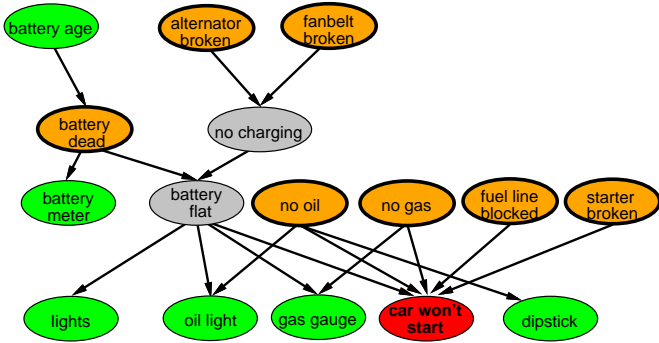 battery age
alternator
broken
fanbelt
broken
battery
dead
no charging
battery
meter
battery
flat
no oil
no gas
fuel line
blocked
starter
broken
lights
oil light
gas gauge
car won't
start
dipstick